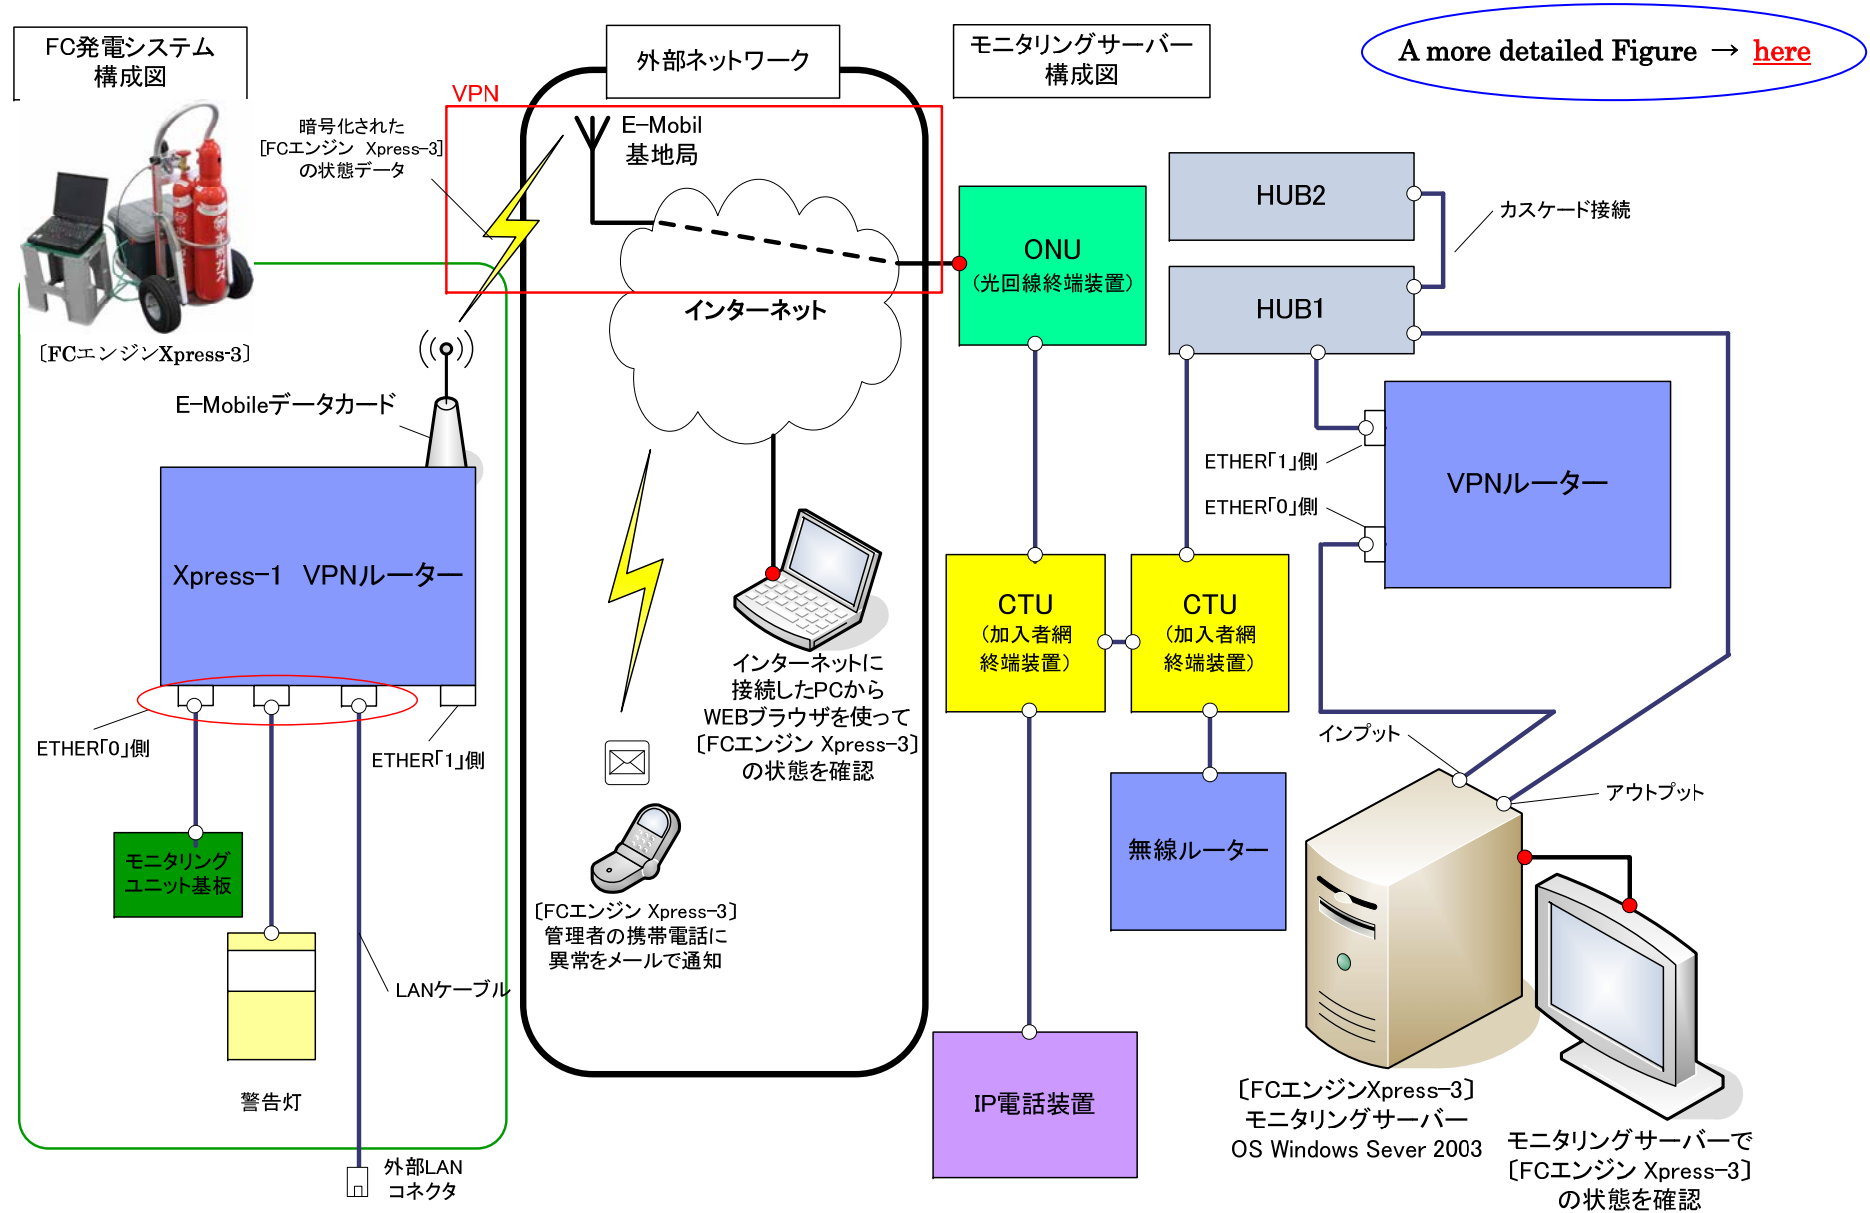 FC発電システム
構成図
外部ネットワーク
モニタリングサーバー
構成図
A more detailed Figure → here
VPN
暗号化された
[FCエンジン Xpress-3]
の状態データ
E-Mobil
基地局
インターネット
〔FCエンジンXpress-3〕
E-Mobileデータカード
Xpress-1 VPNルーター
ETHER「0」側
ETHER「1」側
モニタリング
ユニット基板
警告灯
LANケーブル
外部LAN
コネクタ
インターネットに
接続したPCから
WEBブラウザを使って
〔FCエンジン Xpress-3〕
の状態を確認
〔FCエンジン Xpress-3〕
管理者の携帯電話に
異常をメールで通知
ONU
（光回線終端装置）
HUB2
HUB1
カスケード接続
ETHER「1」側
ETHER「0」側
VPNルーター
CTU
（加入者網
終端装置）
CTU
（加入者網
終端装置）
無線ルーター
IP電話装置
インプット
アウトプット
〔FCエンジンXpress-3〕
モニタリングサーバー
OS Windows Sever 2003
モニタリングサーバーで
〔FCエンジン Xpress-3〕
の状態を確認